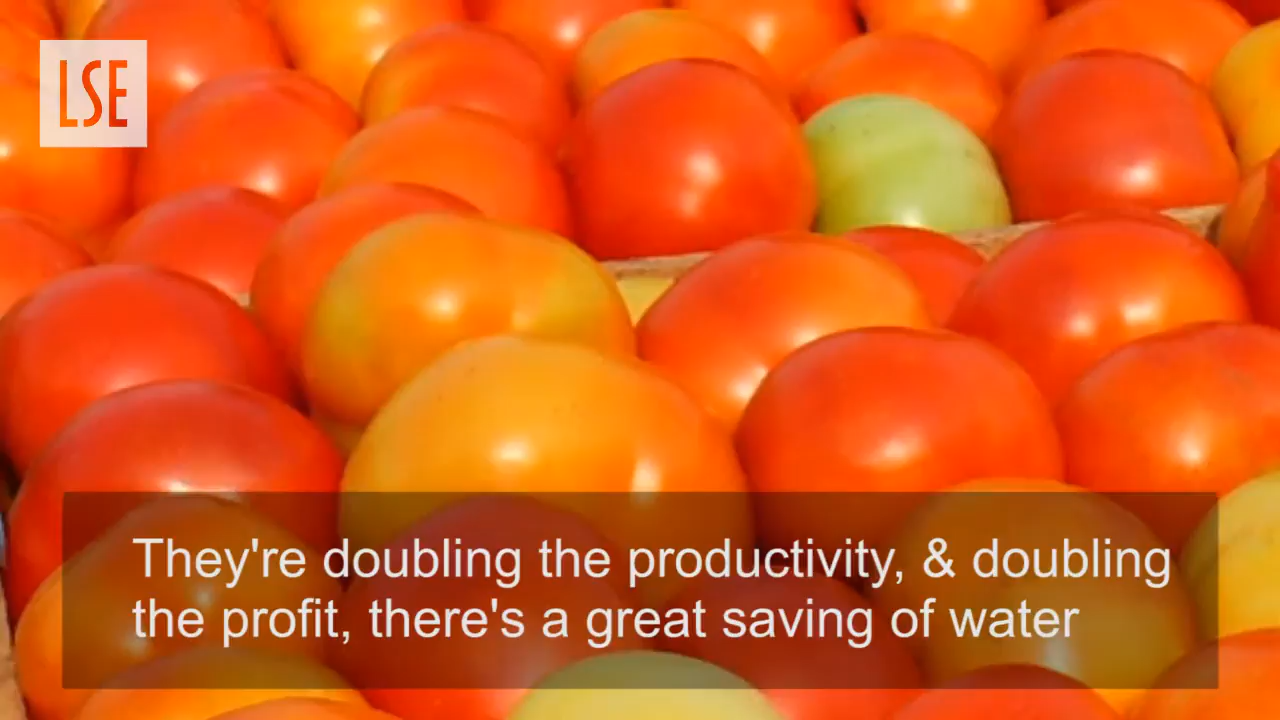 LSE
They're doubling the productivity, & doubling
the profit, there's a great saving of water